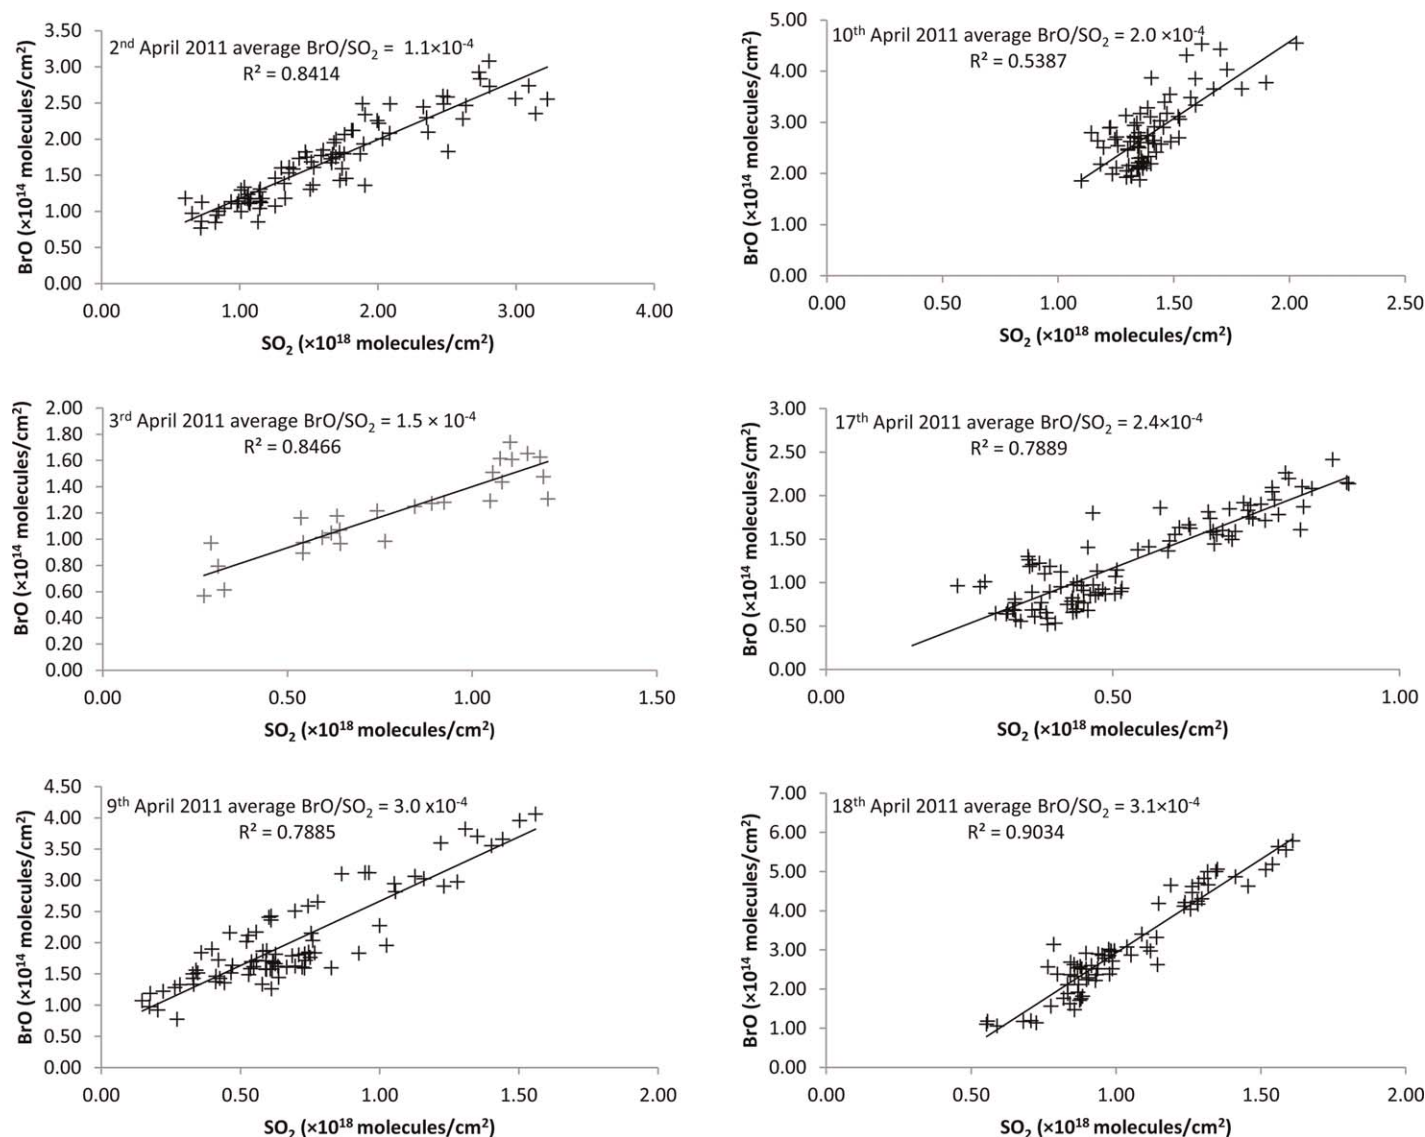 2nd April 2011 average BrO/SO2 = 1.1×10-4
R² = 0.8414
BrO (×1014 molecules/cm2)
3.50
3.00
2.50
2.00
1.50
1.00
0.50
0.00
0.00 1.00 2.00 3.00 4.00
SO2 (×1018 molecules/cm2)
10th April 2011 average BrO/SO2 = 2.0 ×10-4
R² = 0.5387
BrO (×1014 molecules/cm2)
5.00
4.00
3.00
2.00
1.00
0.00
0.00 0.50 1.00 1.50 2.00 2.50
SO2 (×1018 molecules/cm2)
3rd April 2011 average BrO/SO2 = 1.5 × 10-4
R² = 0.8466
BrO (×1014 molecules/cm2)
2.00
1.80
1.60
1.40
1.20
1.00
0.80
0.60
0.40
0.20
0.00
0.00 0.50 1.00 1.50
SO2 (×1018 molecules/cm2)
17th April 2011 average BrO/SO2 = 2.4×10-4
R² = 0.7889
BrO (×1014 molecules/cm2)
3.00
2.50
2.00
1.50
1.00
0.50
0.00
0.00 0.50 1.00
SO2 (×1018 molecules/cm2)
9th April 2011 average BrO/SO2 = 3.0 x10-4
R² = 0.7885
BrO (×1014 molecules/cm2)
4.50
4.00
3.50
3.00
2.50
2.00
1.50
1.00
0.50
0.00
0.00 0.50 1.00 1.50 2.00
SO2 (×1018 molecules/cm2)
18th April 2011 average BrO/SO2 = 3.1×10-4
R² = 0.9034
BrO (×1014 molecules/cm2)
7.00
6.00
5.00
4.00
3.00
2.00
1.00
0.00
0.00 0.50 1.00 1.50 2.00
SO2 (×1018 molecules/cm2)